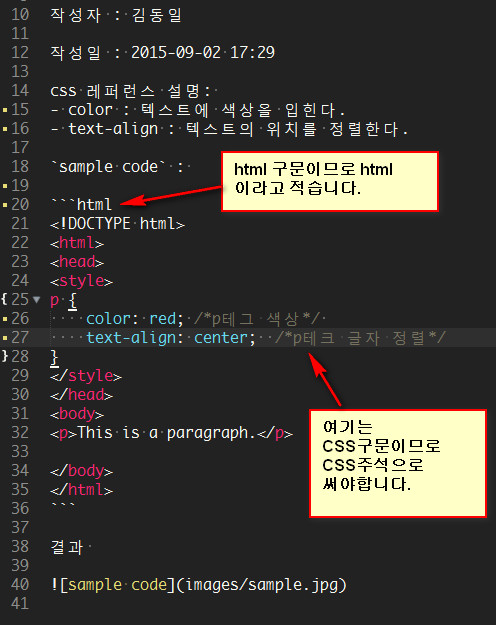 10 작성자 : 김동일
11
12 작성일 : 2015-09-02 17:29
13
14 css 레퍼런스 설명:
15 - color : 텍스트에 색상을 입힌다.
16 - text-align : 텍스트의 위치를 정렬한다.
17
18 `sample code` :
19
20 ```html
21 <!DOCTYPE html>
22 <html>
23 <head>
24 <style>
25 p {
26 color: red; /*p테그 색상*/
27 text-align: center; /*p테크 글자 정렬*/
28 }
29 </style>
30 </head>
31 <body>
32 <p>This is a paragraph.</p>
33
34 </body>
35 </html>
36 ```
37
38 결과
39
40 ![sample code](images/sample.jpg)
41
html 구문이므로 html
이라고 적습니다.
여기는
CSS구문이므로
CSS주석으로
써야합니다.